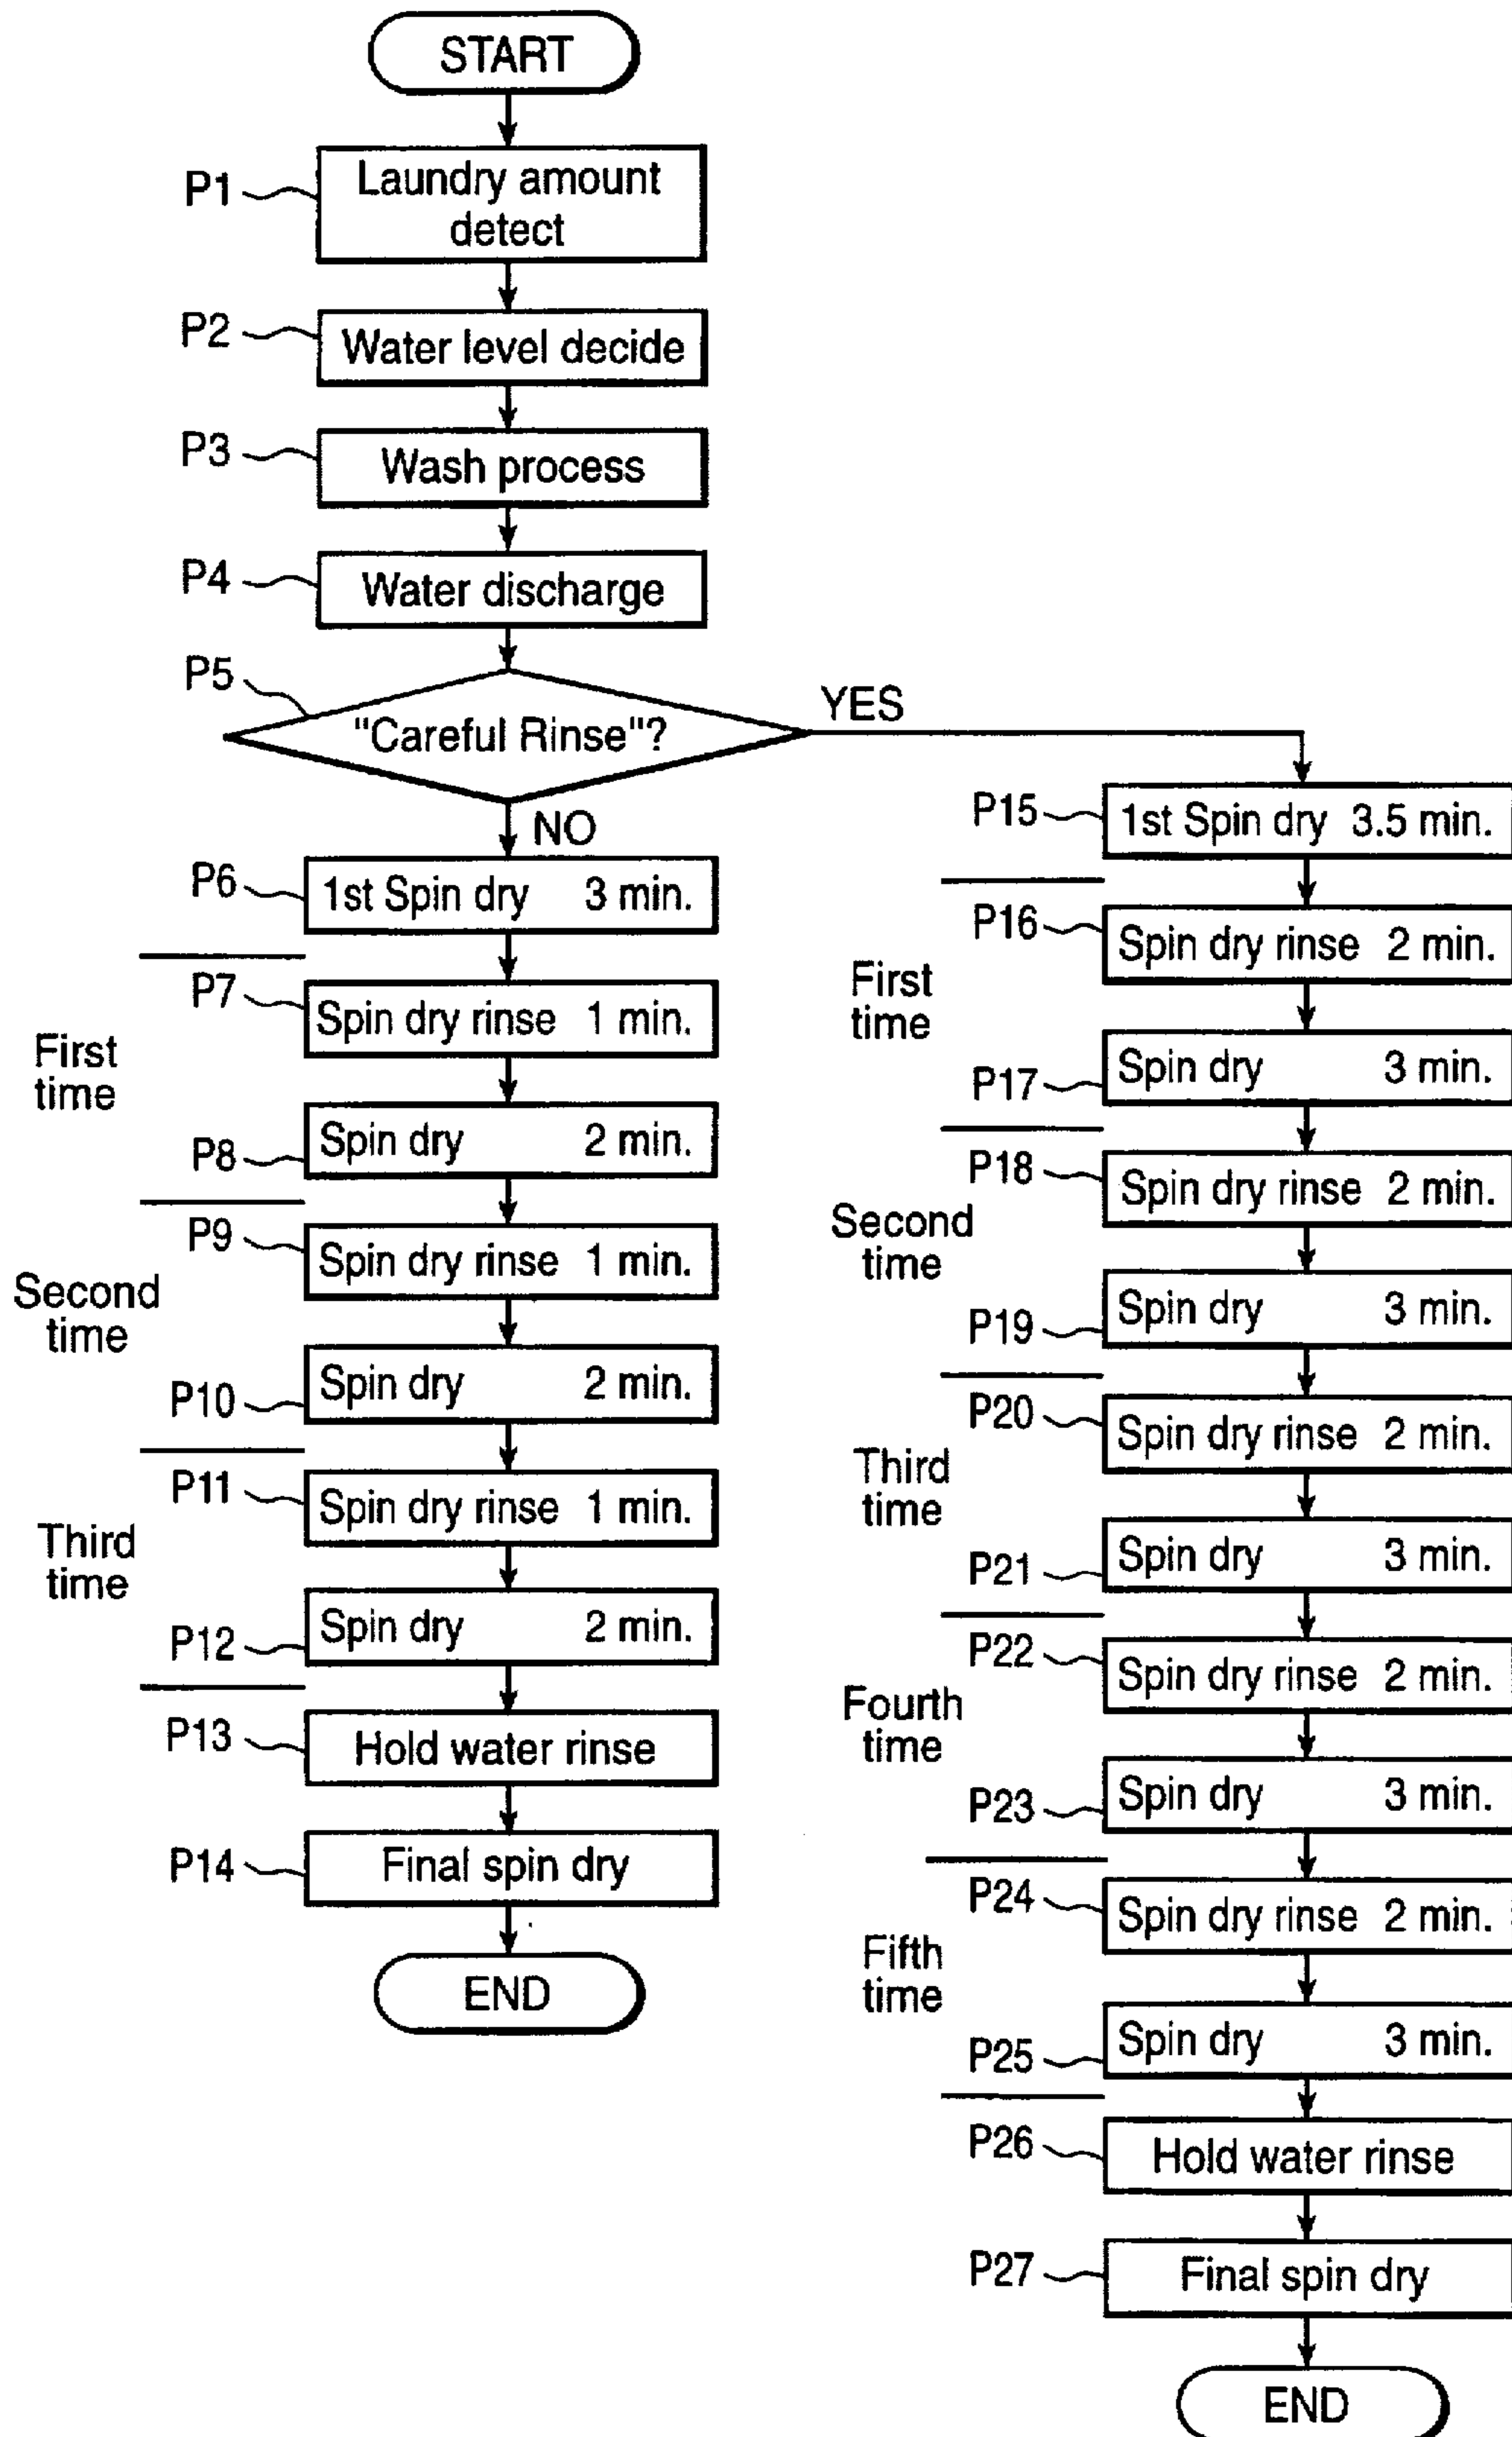 START
P1
Laundry amount
detect
P2
Water level decide
P3
Wash process
P4
Water discharge
P5
"Careful Rinse"?
YES
NO
P6
1st Spin dry 3 min.
First
time
P7
Spin dry rinse 1 min.
P8
Spin dry 2 min.
Second
time
P9
Spin dry rinse 1 min.
P10
Spin dry 2 min.
Third
time
P11
Spin dry rinse 1 min.
P12
Spin dry 2 min.
P13
Hold water rinse
P14
Final spin dry
END
P15
1st Spin dry 3.5 min.
First
time
P16
Spin dry rinse 2 min.
P17
Spin dry 3 min.
Second
time
P18
Spin dry rinse 2 min.
P19
Spin dry 3 min.
Third
time
P20
Spin dry rinse 2 min.
P21
Spin dry 3 min.
Fourth
time
P22
Spin dry rinse 2 min.
P23
Spin dry 3 min.
Fifth
time
P24
Spin dry rinse 2 min.
P25
Spin dry 3 min.
P26
Hold water rinse
P27
Final spin dry
END